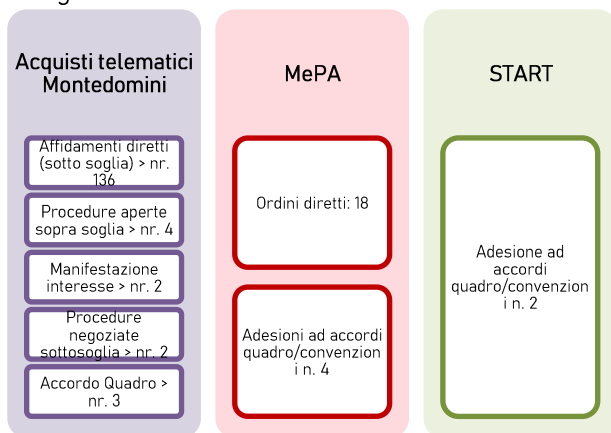 Acquisti telematici
Montedomini
Affidamenti diretti
(sotto soglia) > nr.
136
Procedure aperte
sopra soglia > nr. 4
Manifestazione
interesse > nr. 2
Procedure
negoziate
sottosoglia > nr. 2
Accordo Quadro >
nr. 3
MePA
Ordini diretti: 18
Adesioni ad accordi
quadro/convenzion
i n. 4
START
Adesione ad
accordi
quadro/convenzion
i n. 2